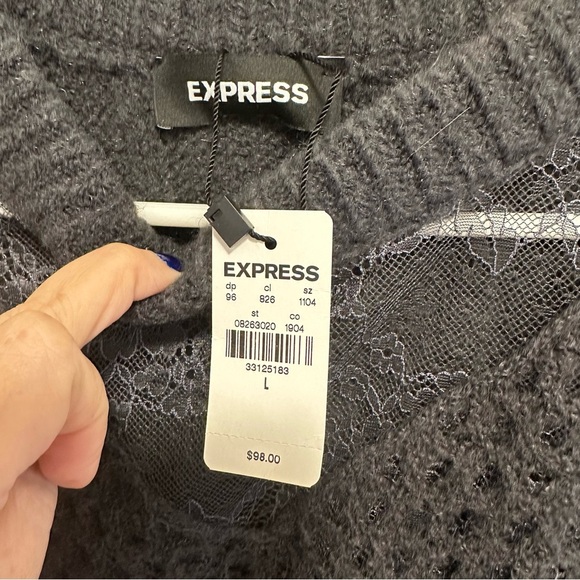 EXPRESS
EXPRESS
dp cl sz
96 826 1104
st co
08263020 1904
33125183
L
$98.00